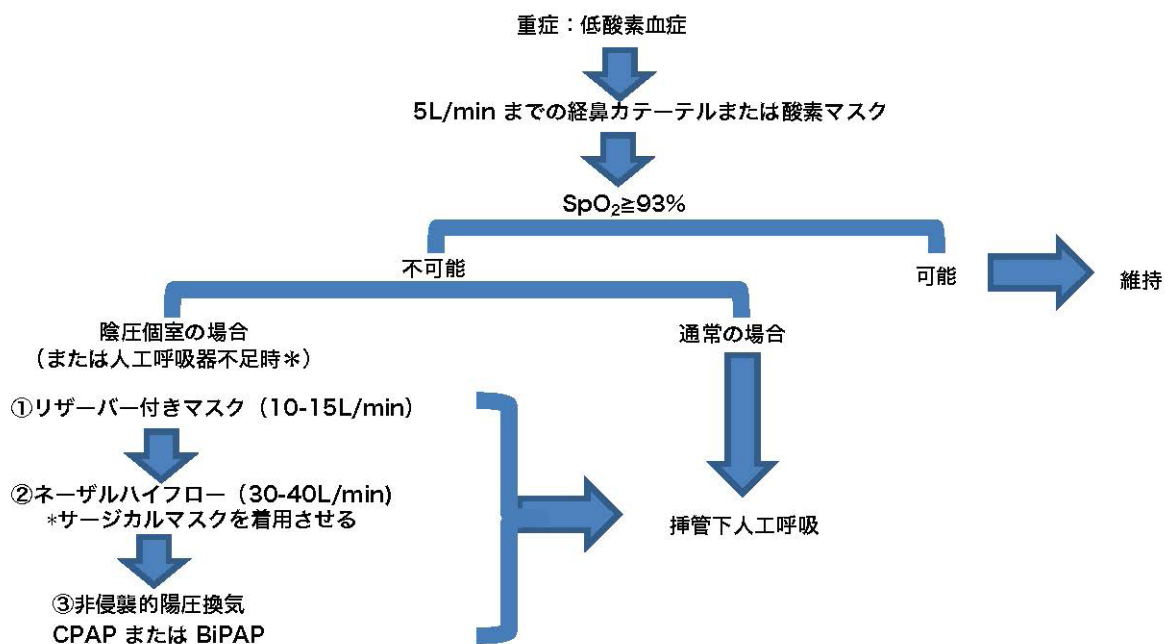 重症：低酸素血症
5L/min までの経鼻カテーテルまたは酸素マスク
SpO₂≧93%
不可能
可能
維持
陰圧個室の場合
（または人工呼吸器不足時＊）
通常の場合
①リザーバー付きマスク（10-15L/min）
②ネーザルハイフロー（30-40L/min)
*サージカルマスクを着用させる
挿管下人工呼吸
③非侵襲的陽圧換気
CPAP または BiPAP